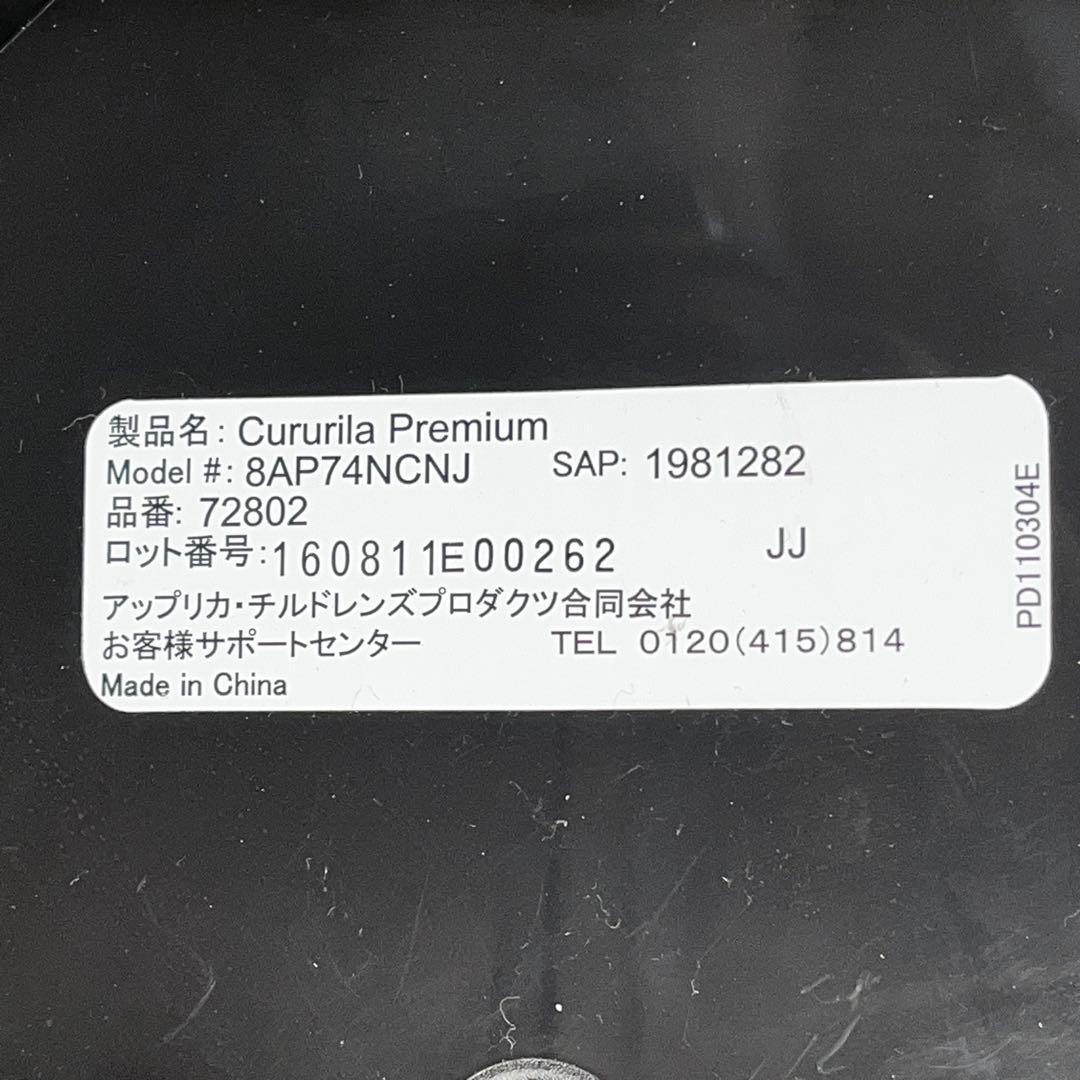 製品名: Cururila Premium
Model #: 8AP74NCNJ SAP: 1981282
品番: 72802
ロット番号:160811E00262 JJ
アップリカ・チルドレンズプロダクツ合同会社
お客様サポートセンター TEL 0120(415)814
Made in China
PD110304E